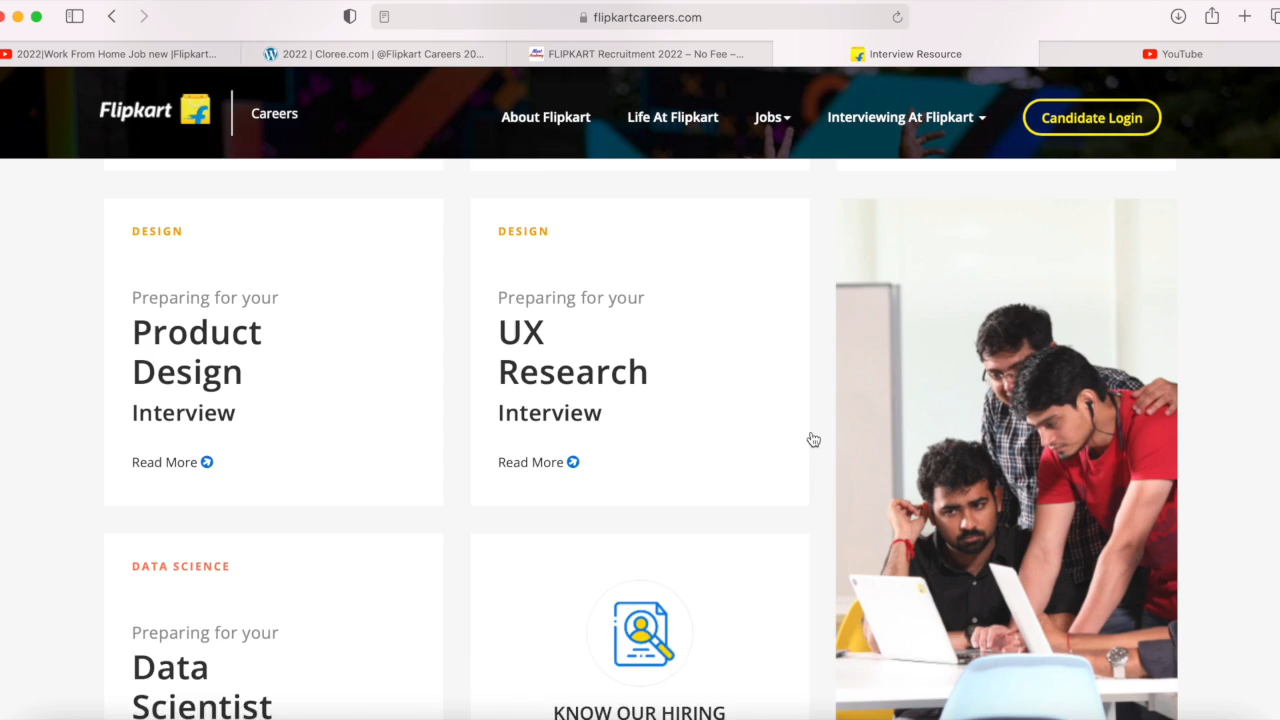 flipkartcareers.com
2022|Work From Home Job new |Flipkart...
2022 | Cloree.com | @Flipkart Careers 20...
FLIPKART Recruitment 2022 – No Fee –...
Interview Resource
YouTube
Flipkart
Careers
About Flipkart
Life At Flipkart
Jobs
Interviewing At Flipkart
Candidate Login
DESIGN
Preparing for your
Product
Design
Interview
Read More
DESIGN
Preparing for your
UX
Research
Interview
Read More
DATA SCIENCE
Preparing for your
Data
Scientist
KNOW OUR HIRING